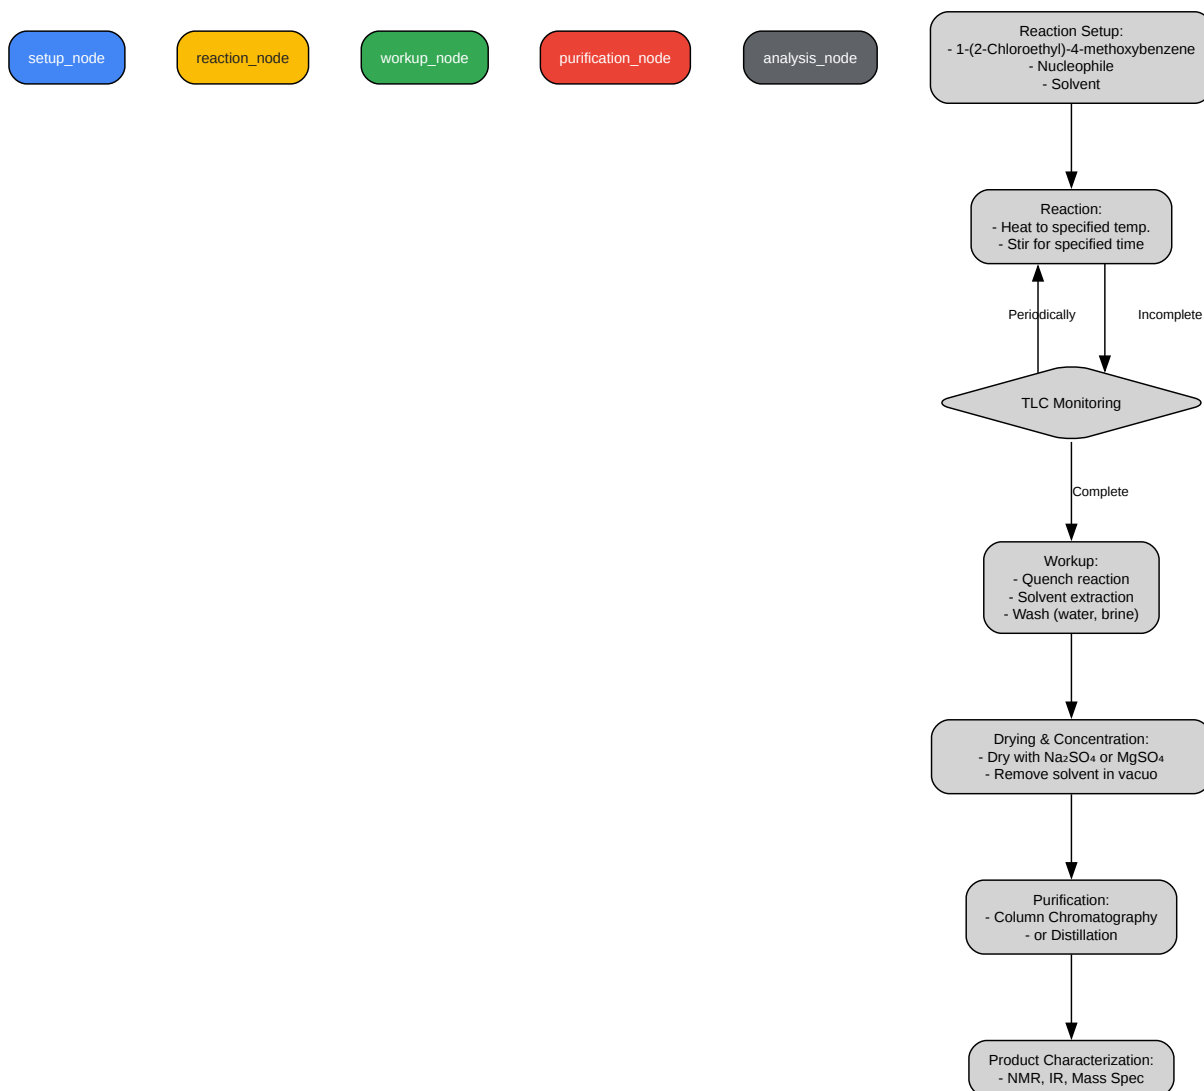 setup_node
reaction_node
workup_node
purification_node
analysis_node
Reaction Setup:
- 1-(2-Chloroethyl)-4-methoxybenzene
- Nucleophile
- Solvent
Reaction:
- Heat to specified temp.
- Stir for specified time
Periodically
Incomplete
TLC Monitoring
Complete
Workup:
- Quench reaction
- Solvent extraction
- Wash (water, brine)
Drying & Concentration:
- Dry with Na₂SO₄ or MgSO₄
- Remove solvent in vacuo
Purification:
- Column Chromatography
- or Distillation
Product Characterization:
- NMR, IR, Mass Spec